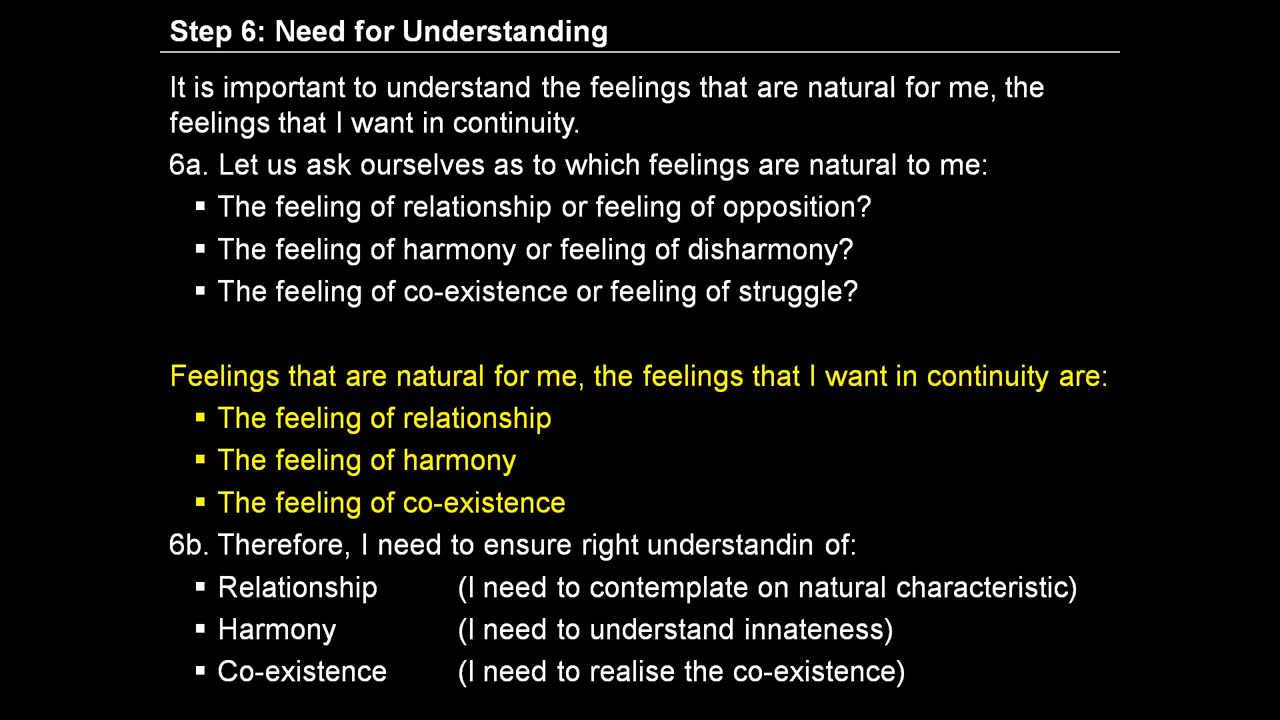 Step 6: Need for Understanding
It is important to understand the feelings that are natural for me, the
feelings that I want in continuity.
6a. Let us ask ourselves as to which feelings are natural to me:
▪ The feeling of relationship or feeling of opposition?
▪ The feeling of harmony or feeling of disharmony?
▪ The feeling of co-existence or feeling of struggle?
Feelings that are natural for me, the feelings that I want in continuity are:
▪ The feeling of relationship
▪ The feeling of harmony
▪ The feeling of co-existence
6b. Therefore, I need to ensure right understandin of:
▪ Relationship (I need to contemplate on natural characteristic)
▪ Harmony (I need to understand innateness)
▪ Co-existence (I need to realise the co-existence)